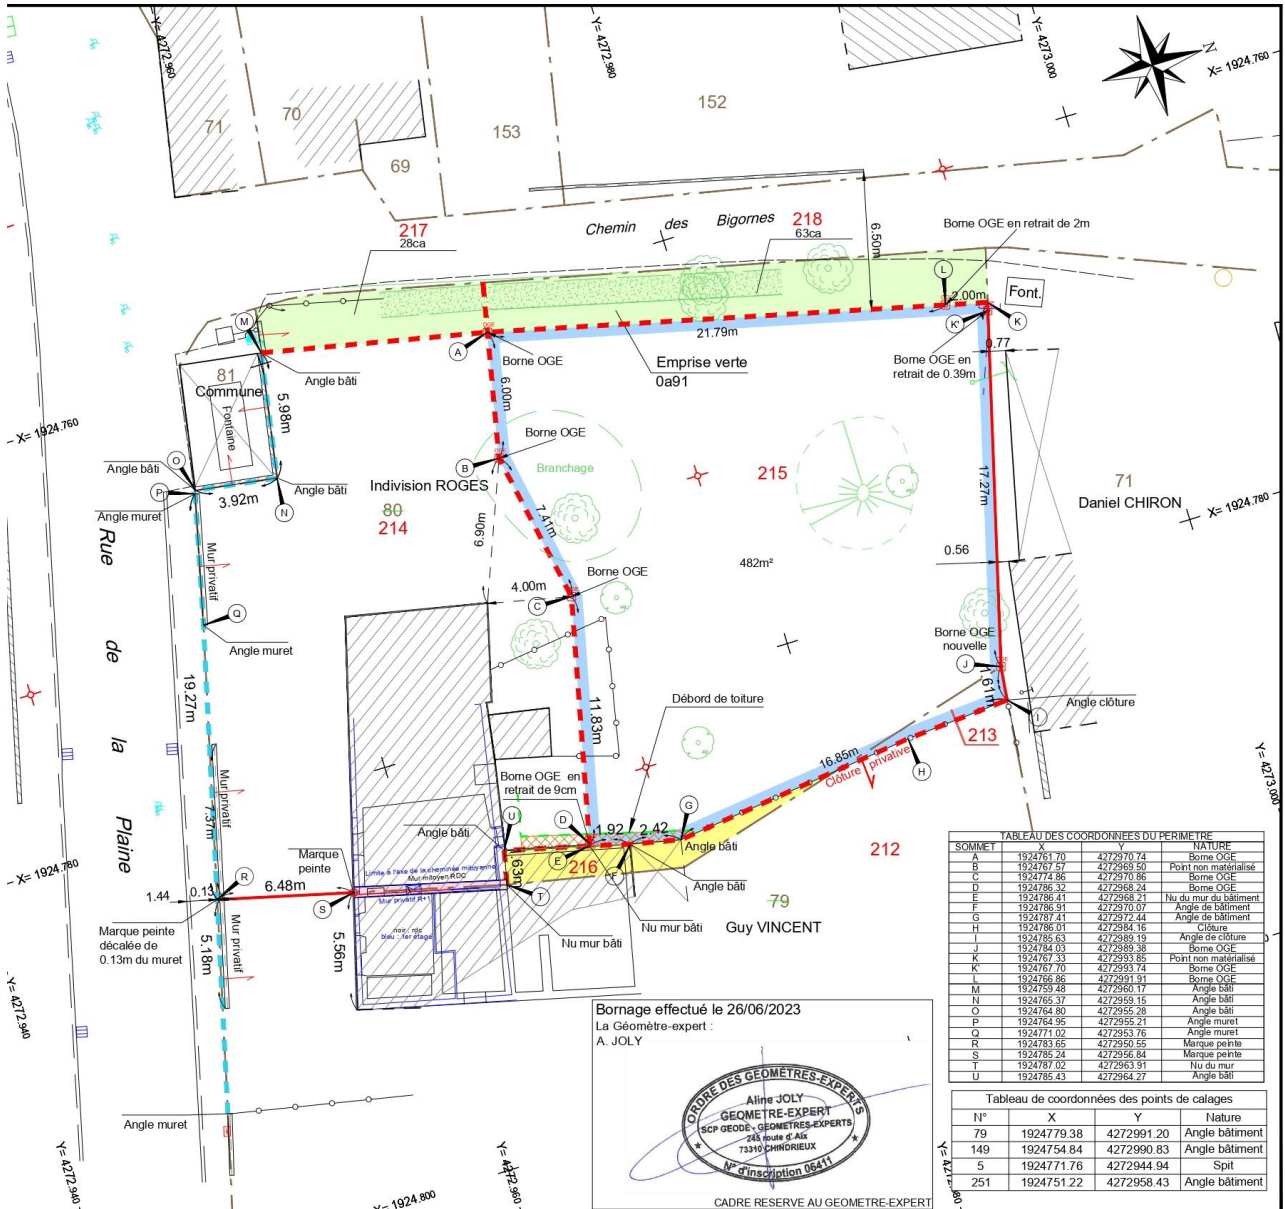 Y= 4272.960
Y= 4272.980
Y= 4273.000
X= 1924.760
N
152
71
70
153
69
217
28ca
Chemin des Bigornes
218
63ca
6.50m
Borne OGE en retrait de 2m
L
2.00m
Font.
K'
K
M
A
21.79m
OGE
Borne OGE
Emprise verte
0a91
Borne OGE en
retrait de 0.39m
0.77
81
Commune
Angle bâti
Fontaine
5.98m
6.00m
X= 1924.760
O
Angle bâti
P
Angle muret
3.92m
N
Angle bâti
B
Borne OGE
Branchage
Indivision ROGES
80
214
215
71
Daniel CHIRON
X= 1924.780
17.27m
7.41m
6.90m
Rue
de
la
Plaine
Mur privatif
Q
Angle muret
4.00m
C
Borne OGE
482m²
0.56
Borne OGE
nouvelle
J
1.61m
I
Angle clôture
19.27m
11.83m
Débord de toiture
213
16.85m
Clôture privative
H
Y= 4273.000
Mur privatif
7.37m
Borne OGE en
retrait de 9cm
U
D
E
1.92
2.42
G
Angle bâti
Angle bâti
F
Angle bâti
216
212
79
Guy VINCENT
Marque
peinte
Limite à l'axe de la cheminée mitoyenne
Mur mitoyen RDC
Mur privatif R+1
noir : rdc
bleu : 1er étage
1.63m
T
Nu mur bâti
Nu mur bâti
X= 1924.780
1.44
0.13
R
6.48m
S
Marque peinte
décalée de
0.13m du muret
5.18m
Mur privatif
5.56m
Y= 4272.940
Angle muret
Y= 4272.940
X= 1924.800
Y= 4272.960
Bornage effectué le 26/06/2023
La Géomètre-expert :
A. JOLY
ORDRE DES GEOMÈTRES-EXPERTS
Aline JOLY
GEOMETRE-EXPERT
SCP GEODE - GEOMETRES-EXPERTS
245 route d'Aix
73310 CHINDRIEUX
N° d'inscription 06411
CADRE RESERVE AU GEOMETRE-EXPERT
TABLEAU DES COORDONNEES DU PERIMETRE
SOMMET X Y NATURE
A 1924761.70 4272970.74 Borne OGE
B 1924767.57 4272969.50 Point non matérialisé
C 1924774.86 4272970.86 Borne OGE
D 1924786.32 4272968.24 Borne OGE
E 1924786.41 4272968.21 Nu du mur du bâtiment
F 1924786.91 4272970.07 Angle de bâtiment
G 1924787.41 4272972.44 Angle de bâtiment
H 1924786.01 4272984.16 Clôture
I 1924785.63 4272989.19 Angle de clôture
J 1924784.03 4272989.38 Borne OGE
K 1924767.33 4272993.85 Point non matérialisé
K' 1924767.70 4272993.74 Borne OGE
L 1924766.86 4272991.91 Borne OGE
M 1924759.48 4272960.17 Angle bâti
N 1924765.37 4272959.15 Angle bâti
O 1924764.80 4272955.28 Angle bâti
P 1924764.95 4272955.21 Angle muret
Q 1924771.02 4272953.76 Angle muret
R 1924783.65 4272950.55 Marque peinte
S 1924785.24 4272956.84 Marque peinte
T 1924787.02 4272963.91 Nu du mur
U 1924785.43 4272964.27 Angle bâti
Tableau de coordonnées des points de calages
N° X Y Nature
79 1924779.38 4272991.20 Angle bâtiment
149 1924754.84 4272990.83 Angle bâtiment
5 1924771.76 4272944.94 Spit
251 1924751.22 4272958.43 Angle bâtiment